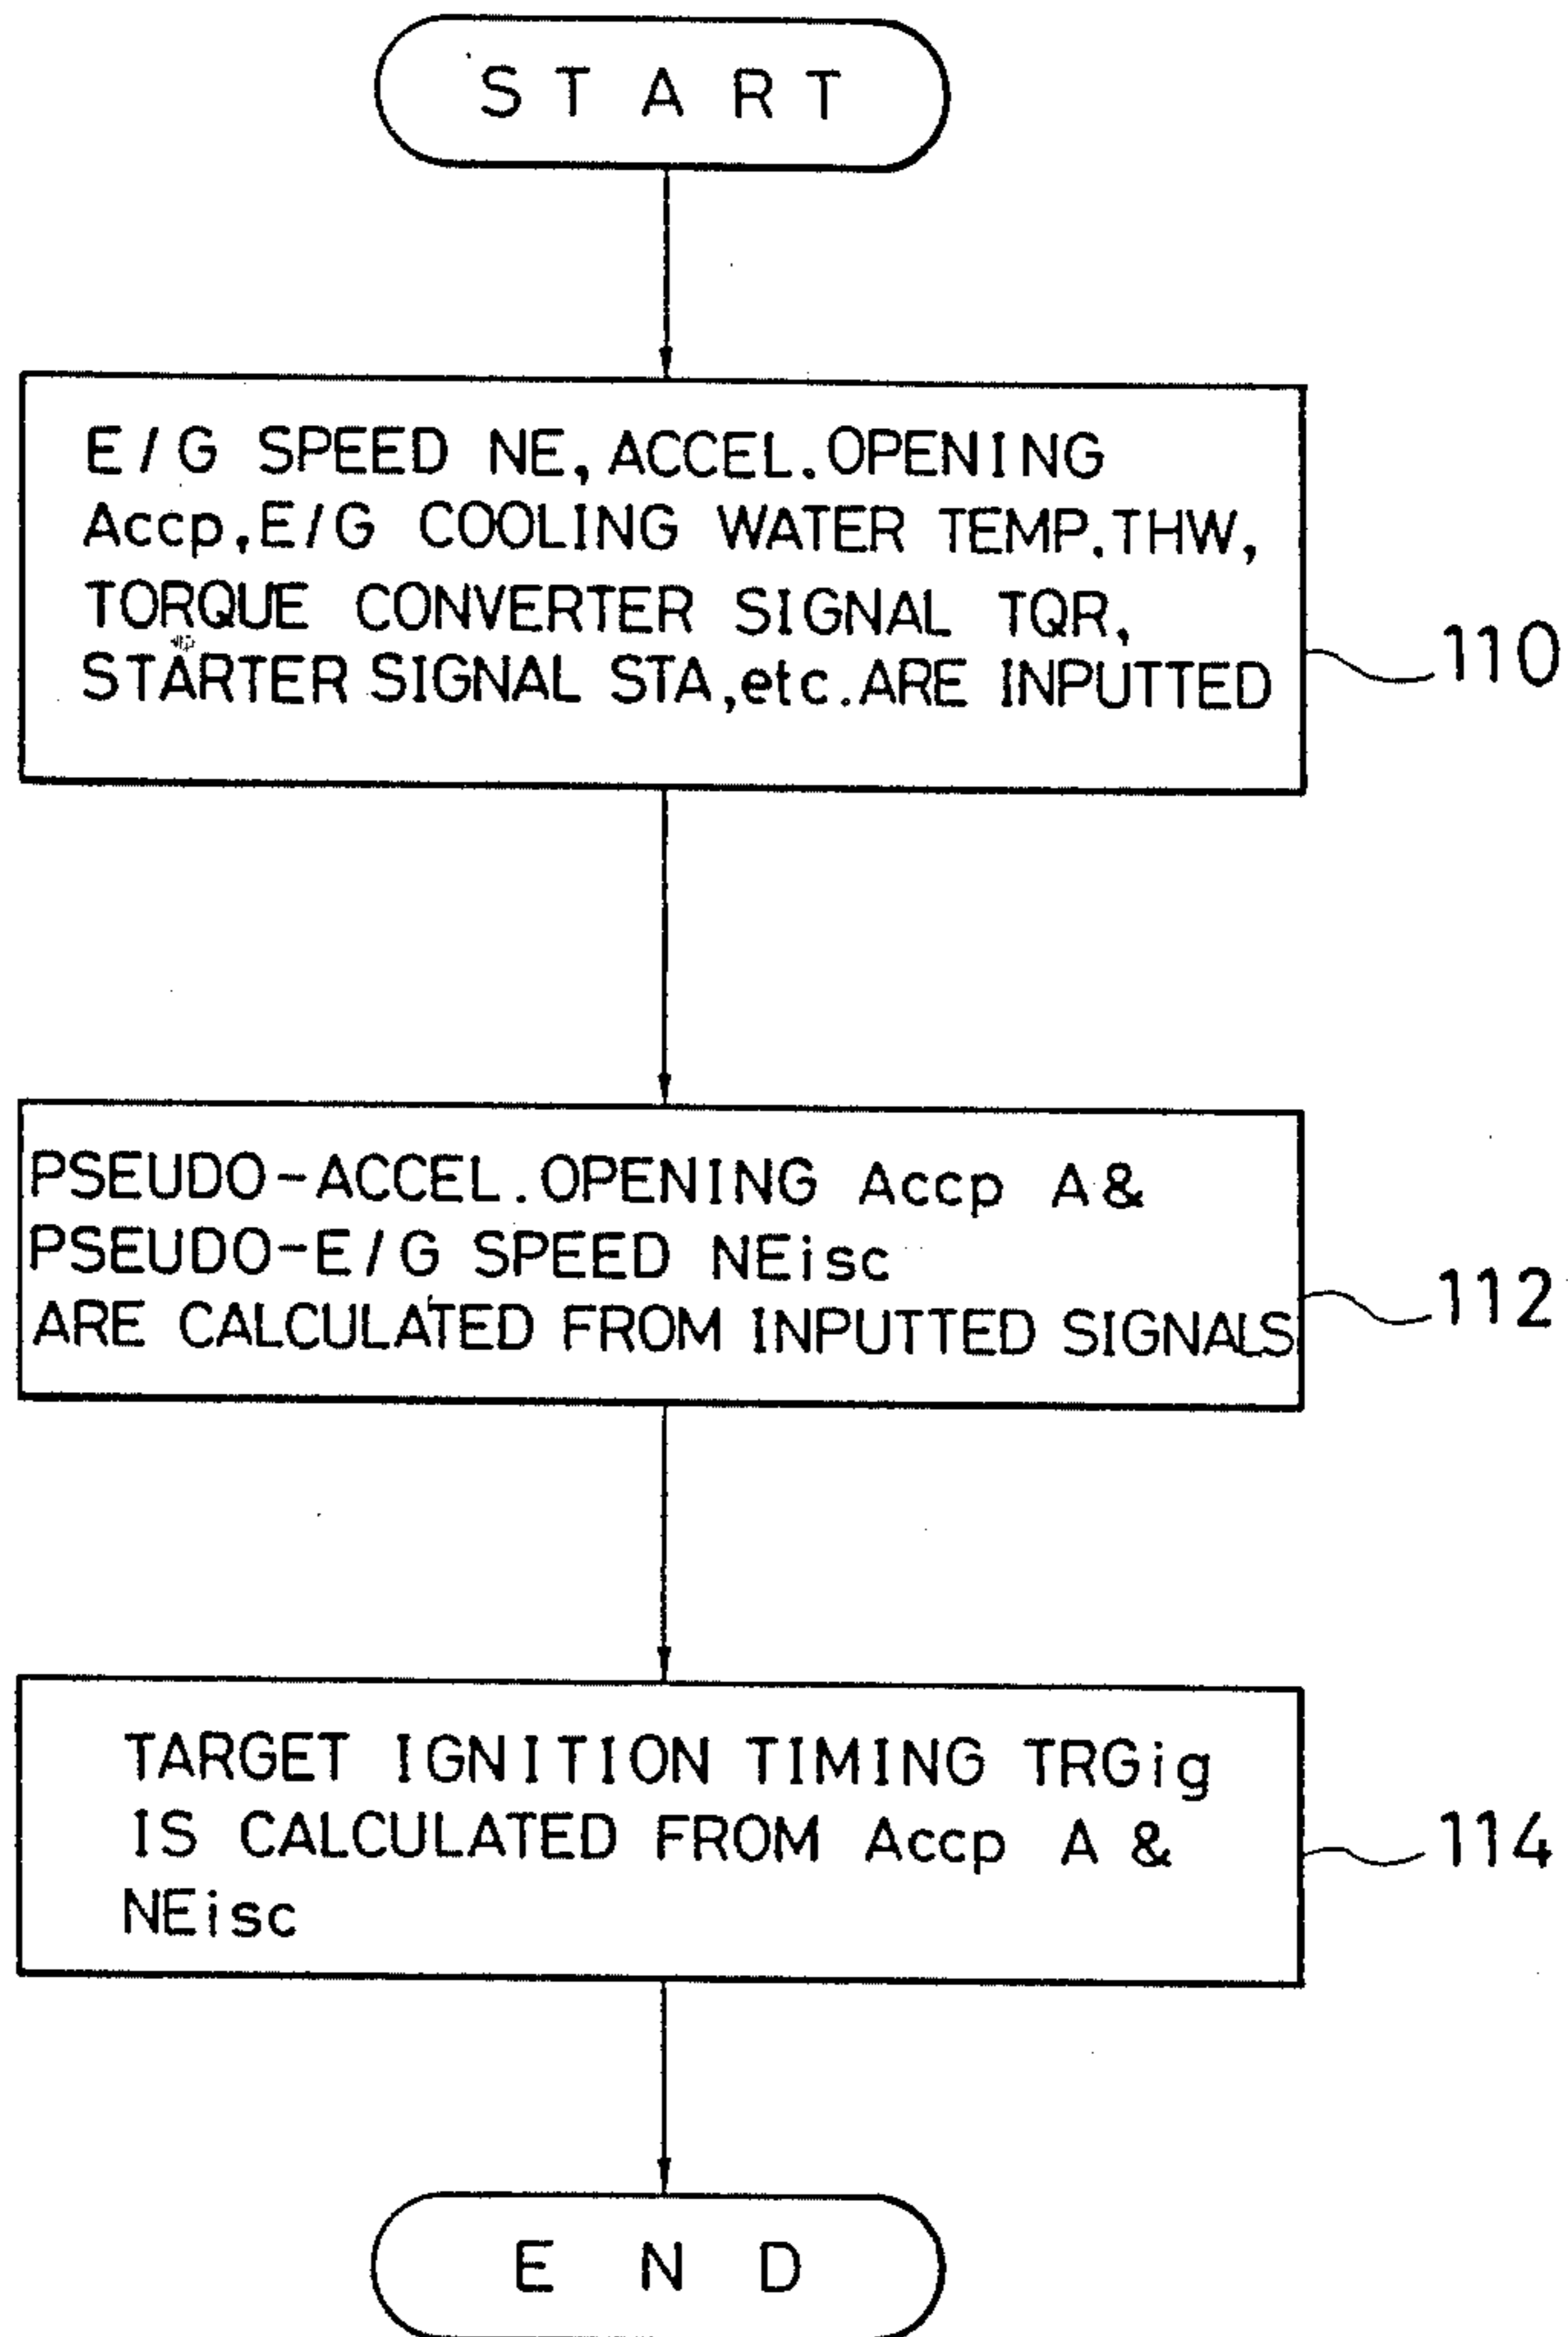 S T A R T
E/G SPEED NE, ACCEL.OPENING
Accp, E/G COOLING WATER TEMP.THW,
TORQUE CONVERTER SIGNAL TQR,
STARTER SIGNAL STA, etc. ARE INPUTTED
110
PSEUDO-ACCEL.OPENING Accp A &
PSEUDO-E/G SPEED NEisc
ARE CALCULATED FROM INPUTTED SIGNALS
112
TARGET IGNITION TIMING TRGig
IS CALCULATED FROM Accp A &
NEisc
114
E N D